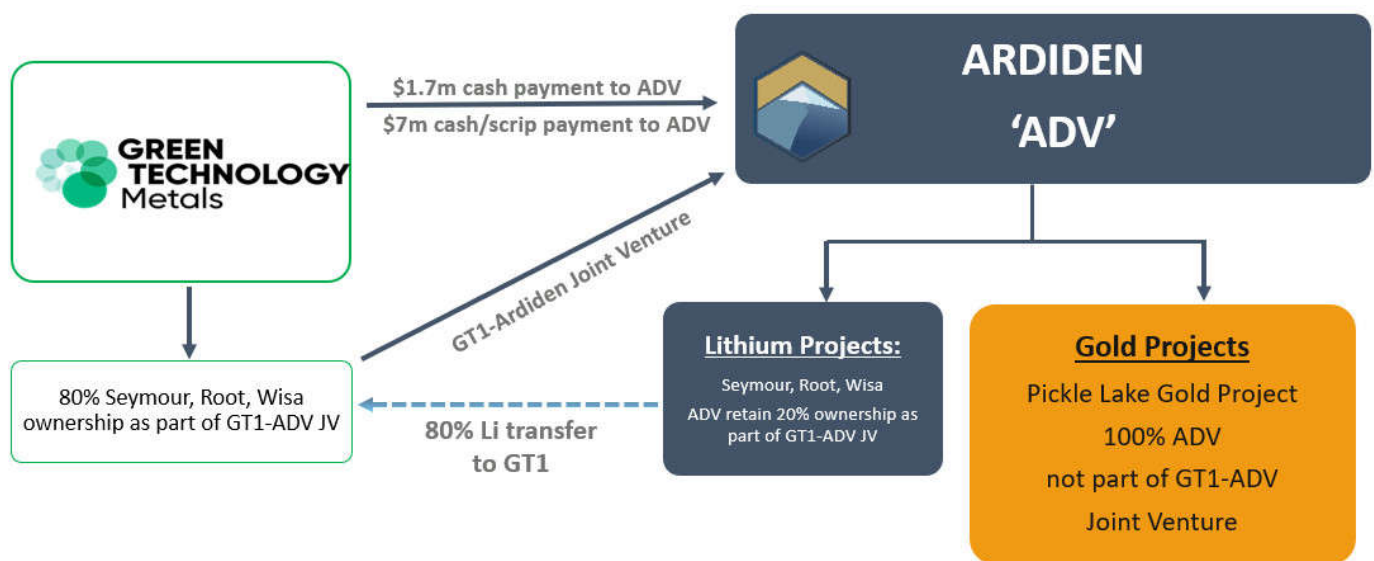 GREEN
TECHNOLOGY
Metals
$1.7m cash payment to ADV
$7m cash/scrip payment to ADV
ARDIDEN
‘ADV’
GT1-Ardiden Joint Venture
80% Seymour, Root, Wisa
ownership as part of GT1-ADV JV
80% Li transfer
to GT1
Lithium Projects:
Seymour, Root, Wisa
ADV retain 20% ownership as
part of GT1-ADV JV
Gold Projects
Pickle Lake Gold Project
100% ADV
not part of GT1-ADV
Joint Venture